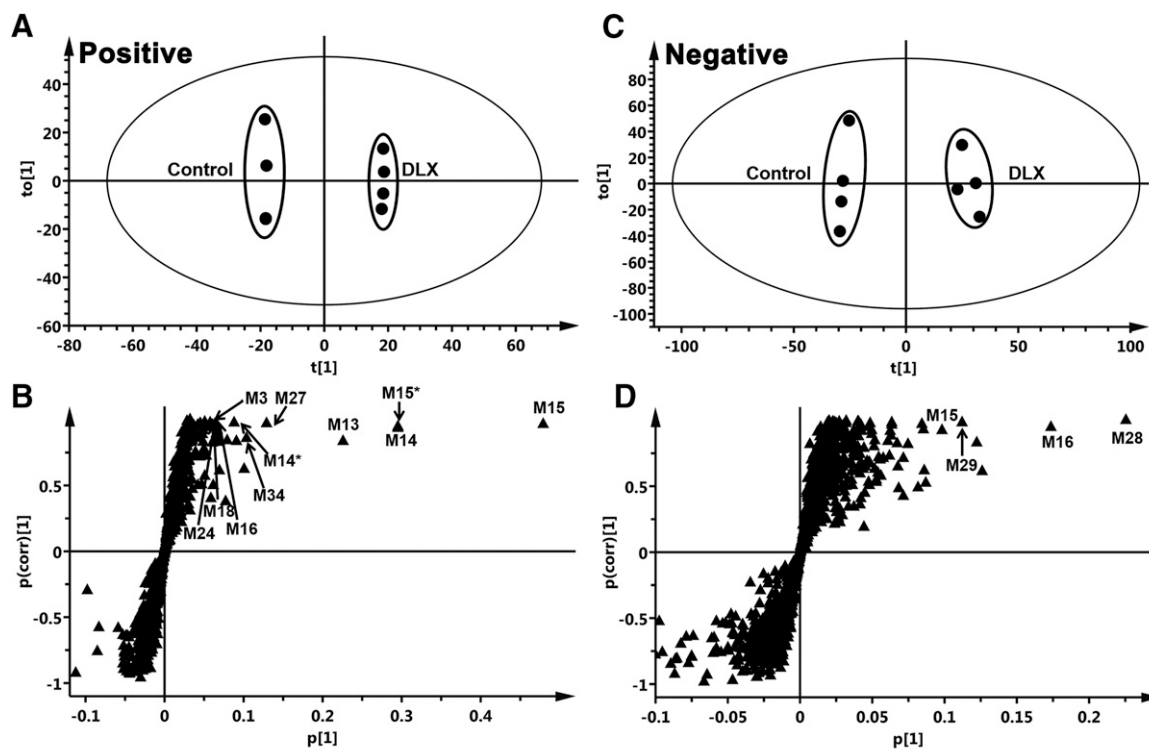 A
Positive
40
20
0
-20
-40
-60
to[1]
Control
DLX
-80
-60
-40
-20
0
20
40
60
t[1]
C
Negative
80
60
40
20
0
-20
-40
-60
-80
-100
to[1]
Control
DLX
-100
-50
0
50
100
t[1]
B
0.5
0
-0.5
-1
p(corr)[1]
M3
M27
M15*
M15
M13
M14
M14*
M34
M18
M24
M16
-0.1
0
0.1
0.2
0.3
0.4
p[1]
D
0.5
0
-0.5
-1
p(corr)[1]
M15
M29
M16
M28
-0.1
-0.05
0
0.05
0.1
0.15
0.2
p[1]